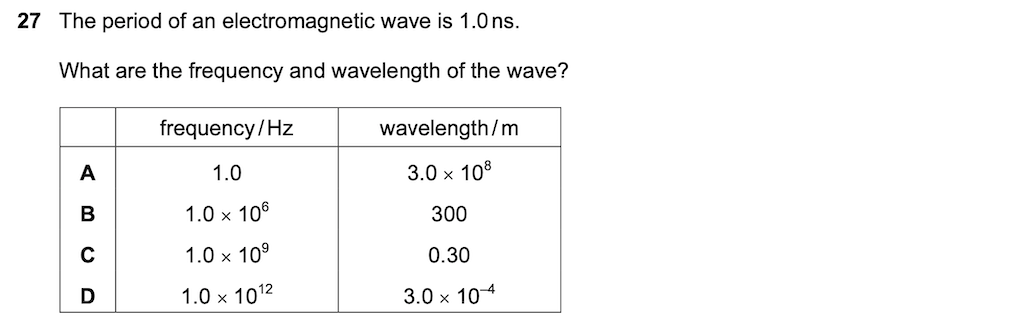 27 The period of an electromagnetic wave is 1.0 ns.
What are the frequency and wavelength of the wave?
frequency / Hz wavelength / m
A 1.0 3.0 × 10⁸
B 1.0 × 10⁶ 300
C 1.0 × 10⁹ 0.30
D 1.0 × 10¹² 3.0 × 10⁻⁴